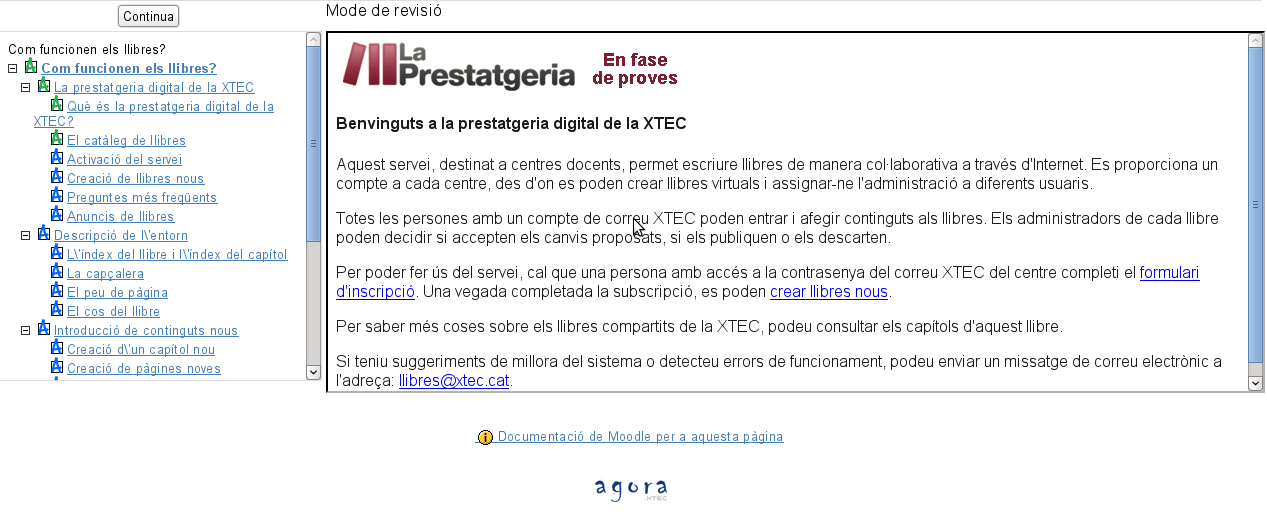 Continua
Mode de revisió
Com funcionen els llibres?
Com funcionen els llibres?
La prestatgeria digital de la XTEC
Què és la prestatgeria digital de la
XTEC?
El catàleg de llibres
Activació del servei
Creació de llibres nous
Preguntes més freqüents
Anuncis de llibres
Descripció de l\'entorn
L\'índex del llibre i l\'índex del capítol
La capçalera
El peu de pàgina
El cos del llibre
Introducció de continguts nous
Creació d\'un capítol nou
Creació de pàgines noves
La
Prestatgeria
En fase
de proves
Benvinguts a la prestatgeria digital de la XTEC
Aquest servei, destinat a centres docents, permet escriure llibres de manera col·laborativa a través d'Internet. Es proporciona un
compte a cada centre, des d'on es poden crear llibres virtuals i assignar-ne l'administració a diferents usuaris.
Totes les persones amb un compte de correu XTEC poden entrar i afegir continguts als llibres. Els administradors de cada llibre
poden decidir si accepten els canvis proposats, si els publiquen o els descarten.
Per poder fer ús del servei, cal que una persona amb accés a la contrasenya del correu XTEC del centre completi el formulari
d'inscripció. Una vegada completada la subscripció, es poden crear llibres nous.
Per saber més coses sobre els llibres compartits de la XTEC, podeu consultar els capítols d'aquest llibre.
Si teniu suggeriments de millora del sistema o detecteu errors de funcionament, podeu enviar un missatge de correu electrònic a
l'adreça: llibres@xtec.cat.
Documentació de Moodle per a aquesta pàgina
agora
.XTEC